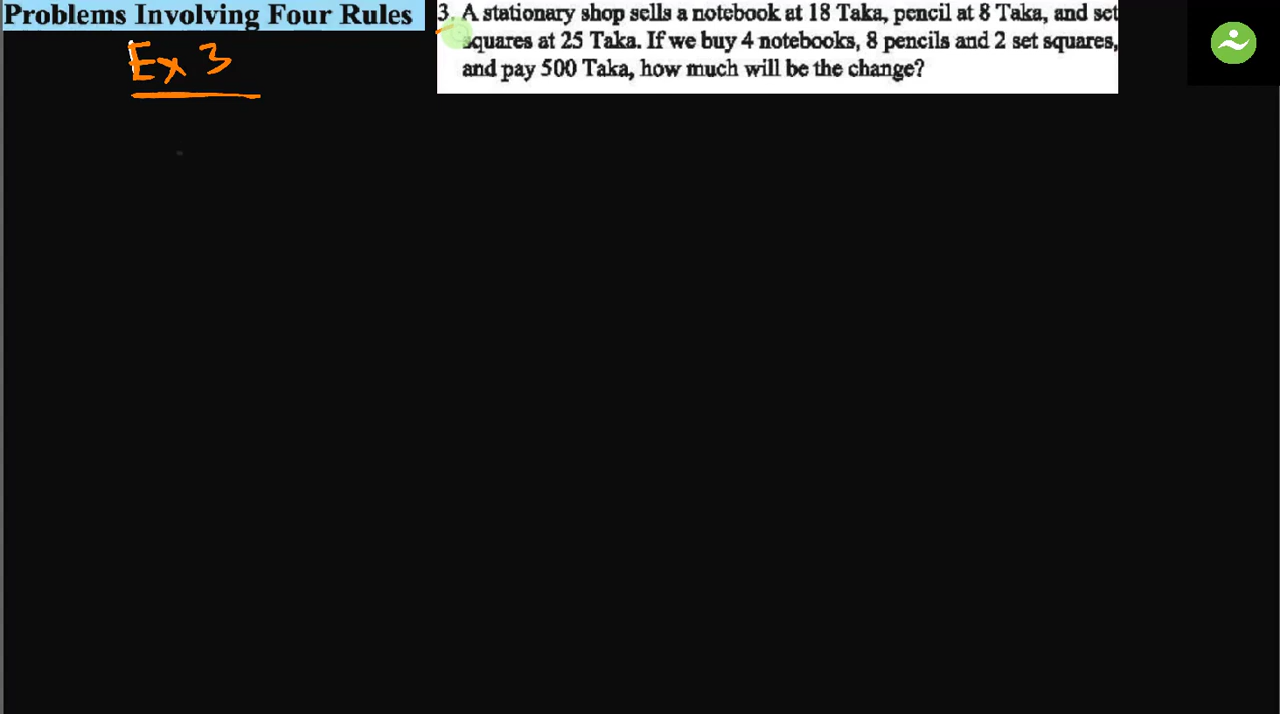 Problems Involving Four Rules
Ex 3
3. A stationary shop sells a notebook at 18 Taka, pencil at 8 Taka, and set
squares at 25 Taka. If we buy 4 notebooks, 8 pencils and 2 set squares,
and pay 500 Taka, how much will be the change?